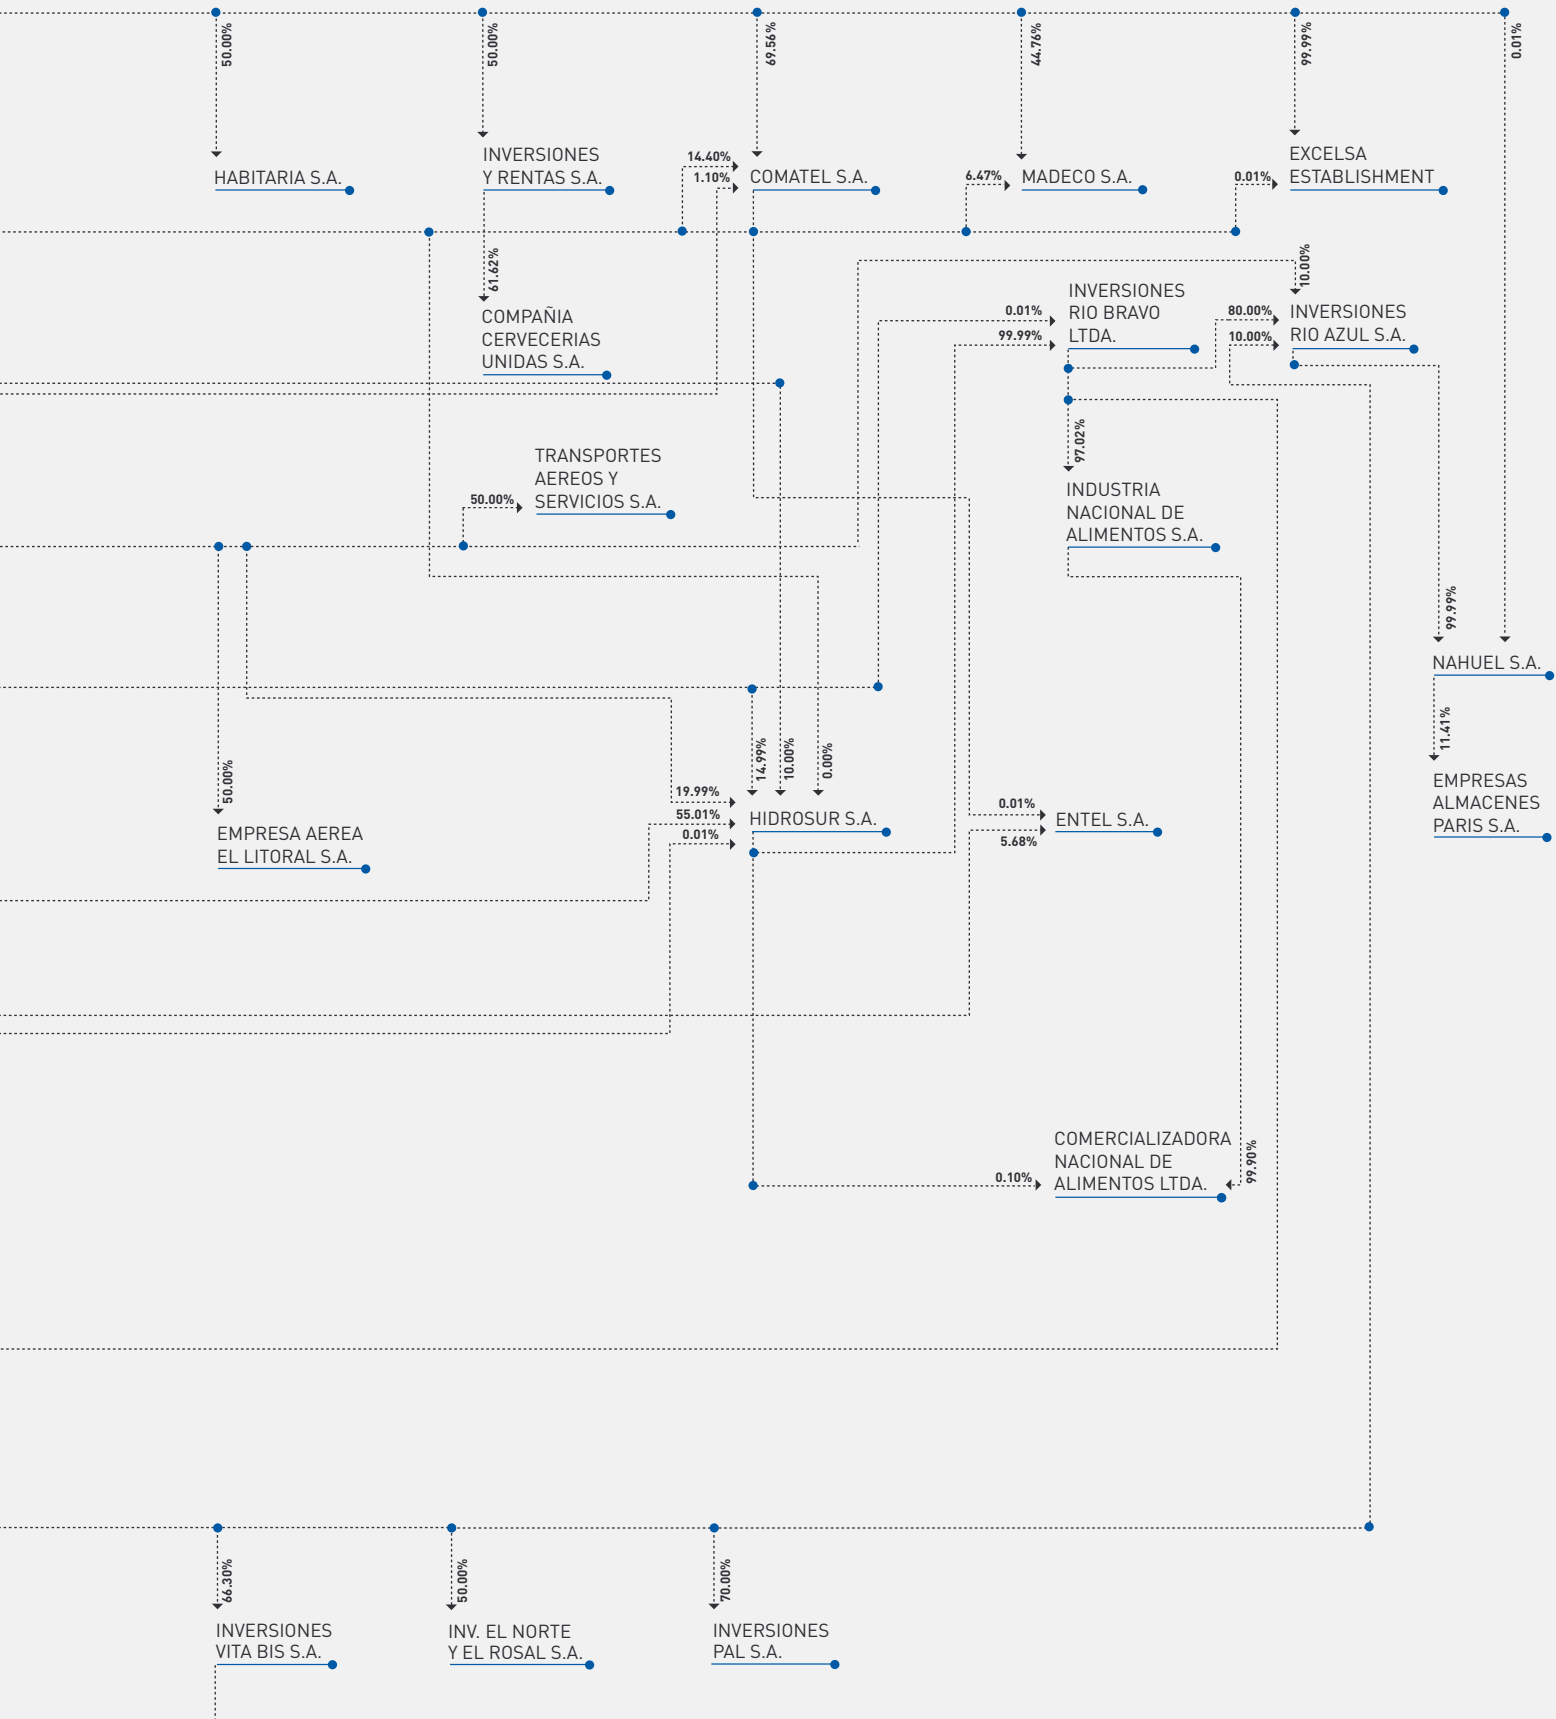 50.00%
50.00%
69.56%
44.76%
99.99%
0.01%
HABITARIA S.A.
INVERSIONES
Y RENTAS S.A.
14.40%
1.10%
COMATEL S.A.
6.47%
MADECO S.A.
0.01%
EXCELSA
ESTABLISHMENT
61.62%
COMPAÑIA
CERVECERIAS
UNIDAS S.A.
0.01%
99.99%
INVERSIONES
RIO BRAVO
LTDA.
10.00%
80.00%
10.00%
INVERSIONES
RIO AZUL S.A.
97.02%
50.00%
TRANSPORTES
AEREOS Y
SERVICIOS S.A.
INDUSTRIA
NACIONAL DE
ALIMENTOS S.A.
99.99%
NAHUEL S.A.
11.41%
EMPRESAS
ALMACENES
PARIS S.A.
50.00%
EMPRESA AEREA
EL LITORAL S.A.
14.99%
10.00%
0.00%
19.99%
55.01%
0.01%
HIDROSUR S.A.
0.01%
5.68%
ENTEL S.A.
0.10%
COMERCIALIZADORA
NACIONAL DE
ALIMENTOS LTDA.
99.90%
66.30%
50.00%
70.00%
INVERSIONES
VITA BIS S.A.
INV. EL NORTE
Y EL ROSAL S.A.
INVERSIONES
PAL S.A.